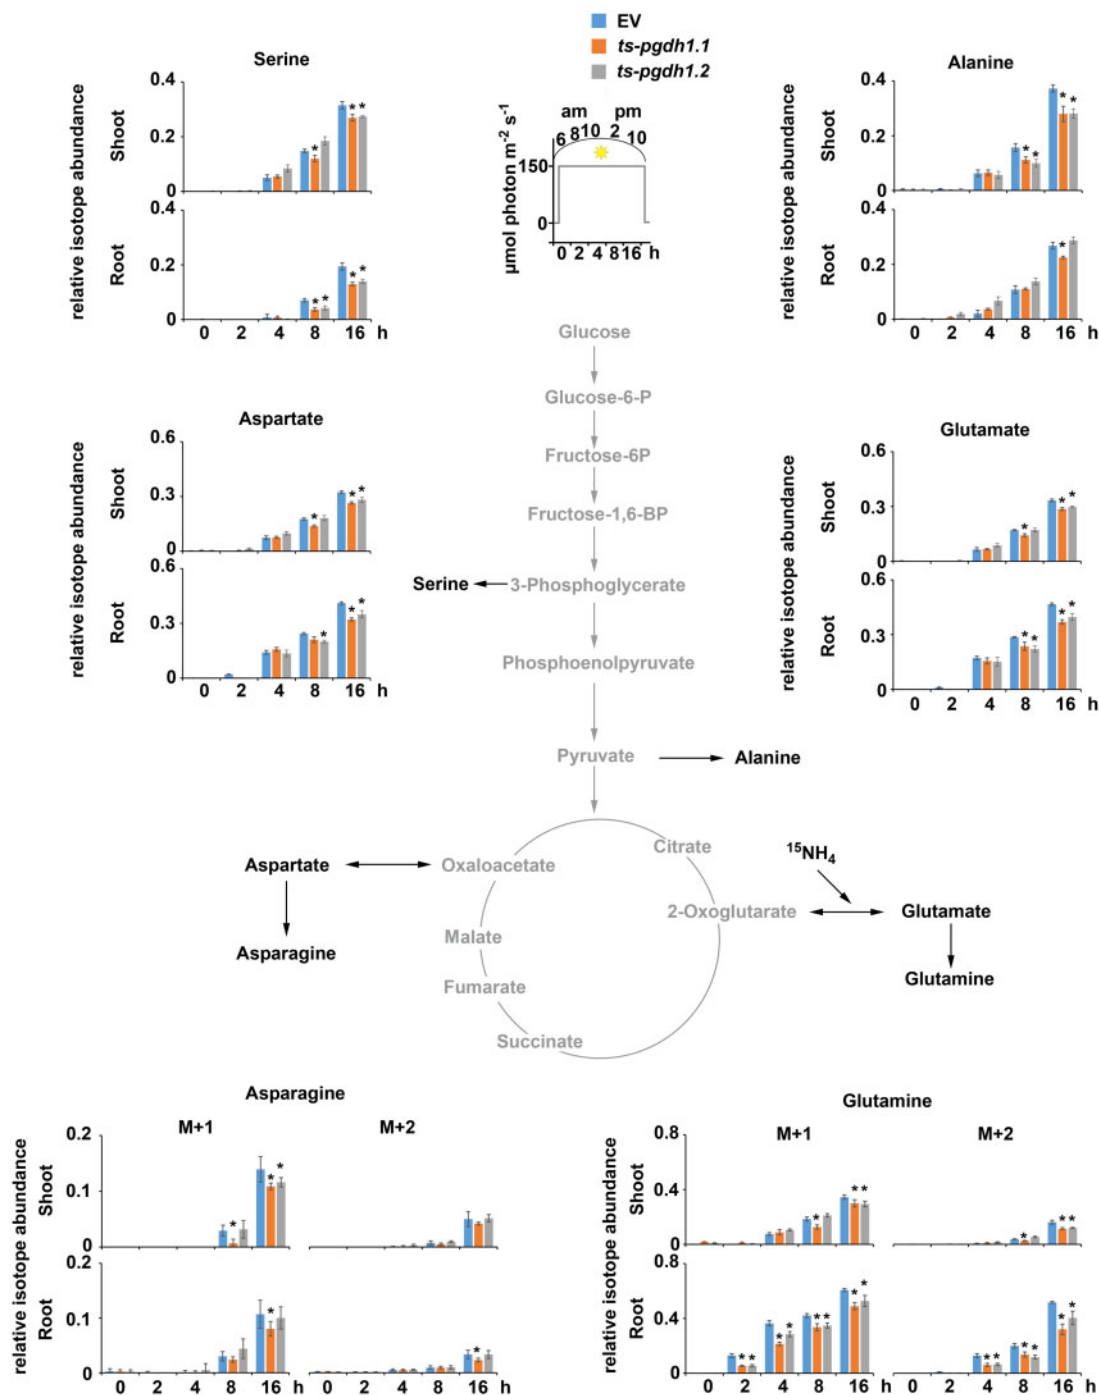 EV
ts-pgdh1.1
ts-pgdh1.2
Serine
relative isotope abundance
Shoot
0.4
0.2
0
Root
0.4
0.2
0
* *
*
* *
* *
0 2 4 8 16 h
µmol photon m-2 s-1
am pm
6 8 10 2 10
150
0
0 2 4 8 16 h
Alanine
relative isotope abundance
Shoot
0.4
0.2
0
Root
0.4
0.2
0
* *
* *
*
0 2 4 8 16 h
Aspartate
relative isotope abundance
Shoot
0.6
0.3
0
Root
0.6
0.3
0
* *
*
* *
*
0 2 4 8 16 h
Glutamate
relative isotope abundance
Shoot
0.6
0.3
0
Root
0.6
0.3
0
* *
*
* *
* *
0 2 4 8 16 h
Glucose
Glucose-6-P
Fructose-6P
Fructose-1,6-BP
Serine
3-Phosphoglycerate
Phosphoenolpyruvate
Pyruvate
Alanine
Citrate
15NH4
Aspartate
Oxaloacetate
2-Oxoglutarate
Glutamate
Malate
Asparagine
Glutamine
Fumarate
Succinate
Asparagine
M+1 M+2
relative isotope abundance
Shoot
0.2
0.1
0
Root
0.2
0.1
0
* *
*
*
*
0 2 4 8 16 0 2 4 8 16 h
Glutamine
M+1 M+2
relative isotope abundance
Shoot
0.8
0.4
0
Root
0.8
0.4
0
* *
*
* *
*
* *
* *
* *
* *
* *
* *
* *
0 2 4 8 16 0 2 4 8 16 h